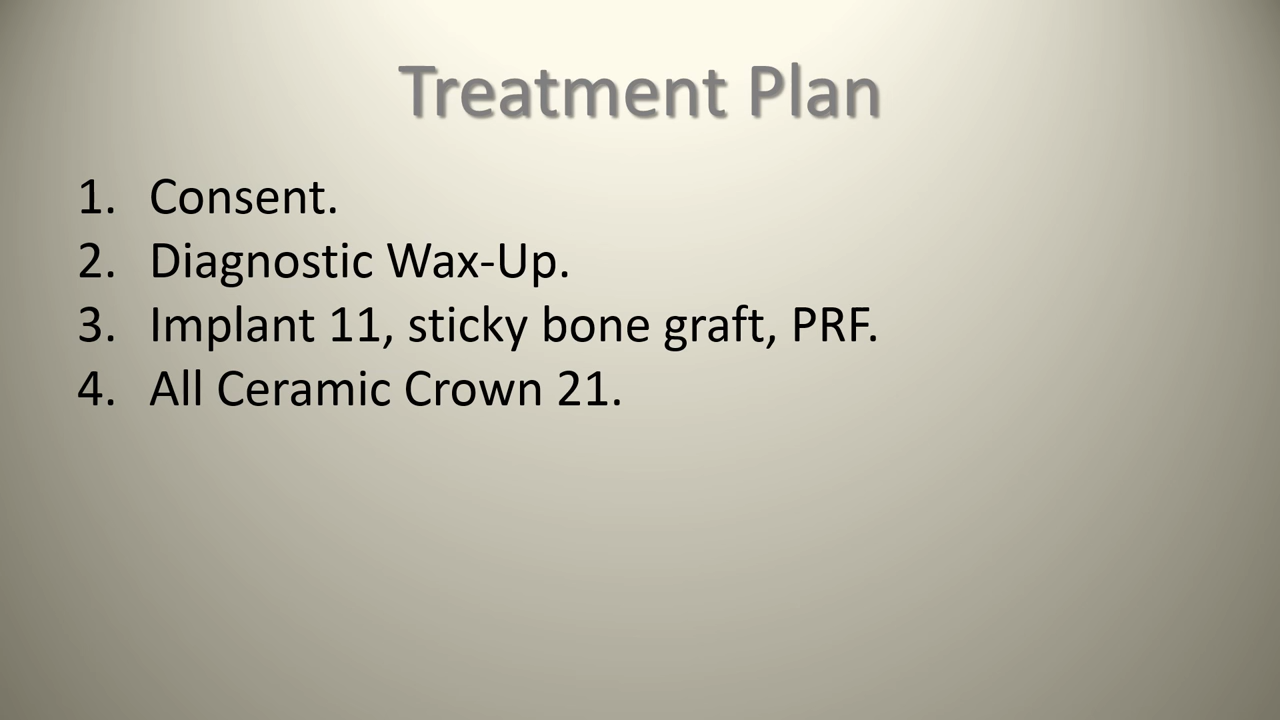 Treatment Plan
1. Consent.
2. Diagnostic Wax-Up.
3. Implant 11, sticky bone graft, PRF.
4. All Ceramic Crown 21.